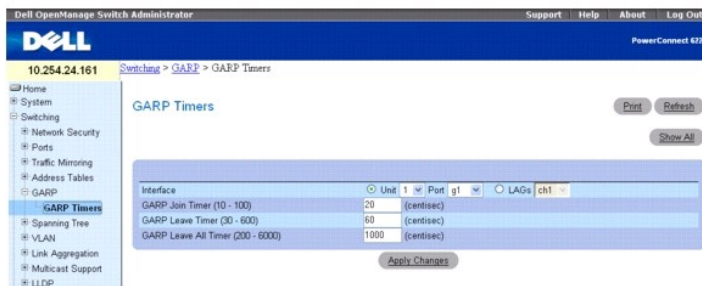 Dell OpenManage Switch Administrator
Support Help About Log Out
DELL
PowerConnect 622
10.254.24.161
Switching > GARP > GARP Timers
Home
System
Switching
Network Security
Ports
Traffic Mirroring
Address Tables
GARP
GARP Timers
Spanning Tree
VLAN
Link Aggregation
Multicast Support
LLDP
GARP Timers
Print Refresh
Show All
Interface Unit 1 Port g1 LAGs ch1
GARP Join Timer (10 - 100) 20 (centisec)
GARP Leave Timer (30 - 600) 60 (centisec)
GARP Leave All Timer (200 - 6000) 1000 (centisec)
Apply Changes